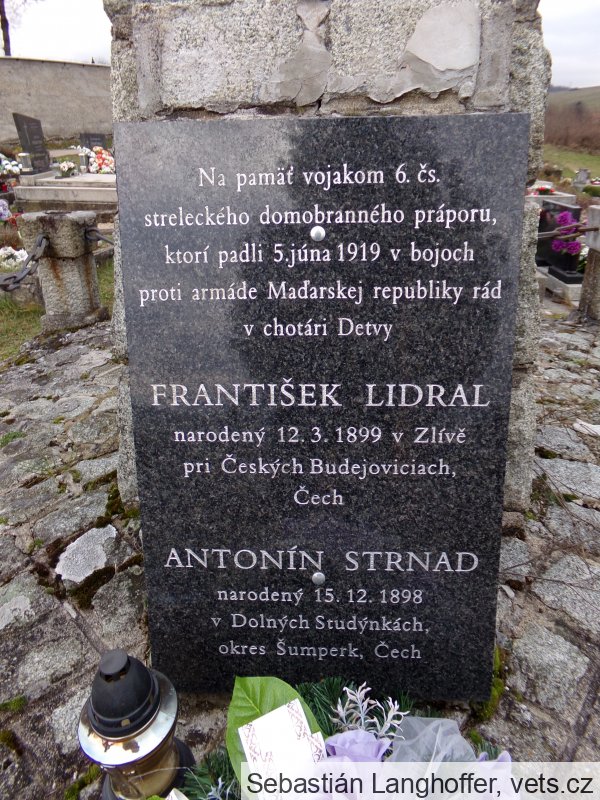 Na pamäť vojakom 6. čs.
streleckého domobranného práporu,
ktorí padli 5.júna 1919 v bojoch
proti armáde Maďarskej republiky rád
v chotári Detvy
FRANTIŠEK LIDRAL
narodený 12. 3. 1899 v Zlívě
pri Českých Budejoviciach,
Čech
ANTONÍN STRNAD
narodený 15. 12. 1898
v Dolných Studýnkách,
okres Šumperk, Čech
Sebastián Langhoffer, vets.cz